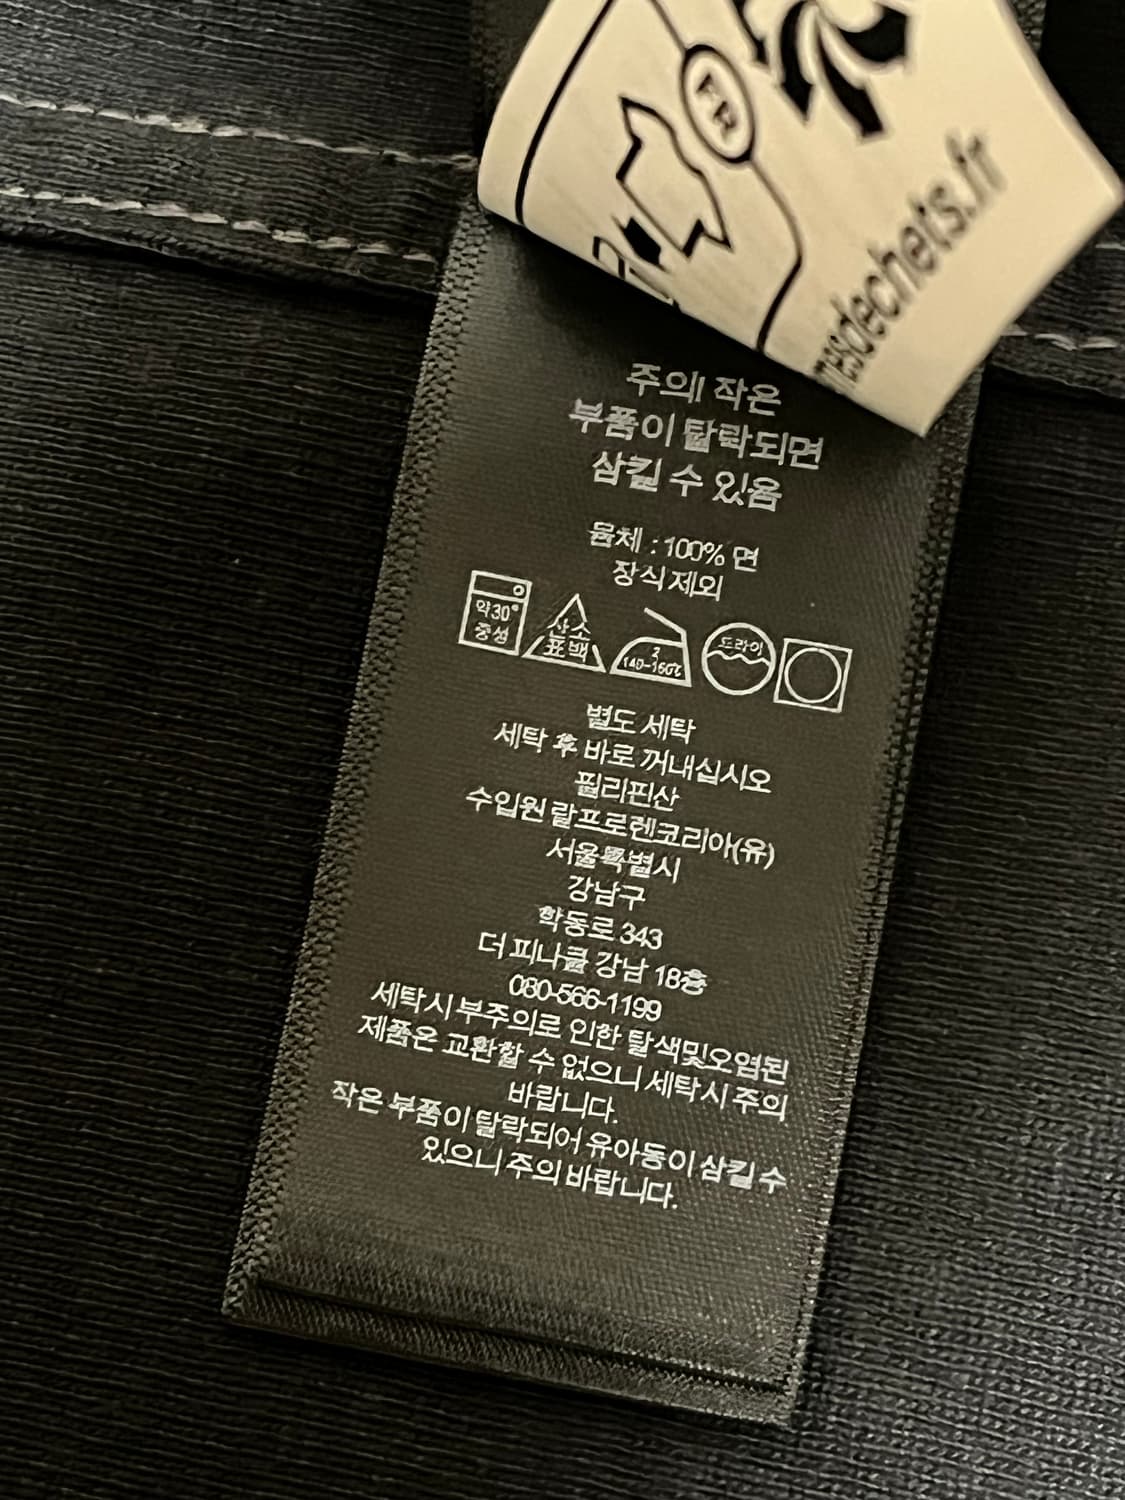 FR
desdechets.fr
주의! 작은
부품이 탈락되면
삼킬 수 있음
몸체 : 100% 면
장식 제외
약30°
중성
산소
표백
2
140-160℃
드라이
별도 세탁
세탁 후 바로 꺼내십시오
필리핀산
수입원 랄프로렌코리아(유)
서울특별시
강남구
학동로 343
더 피나클 강남 18층
080-566-1199
세탁시 부주의로 인한 탈색및오염된
제품은 교환할 수 없으니 세탁시 주의
바랍니다.
작은 부품이 탈락되어 유아동이 삼킬 수
있으니 주의 바랍니다.